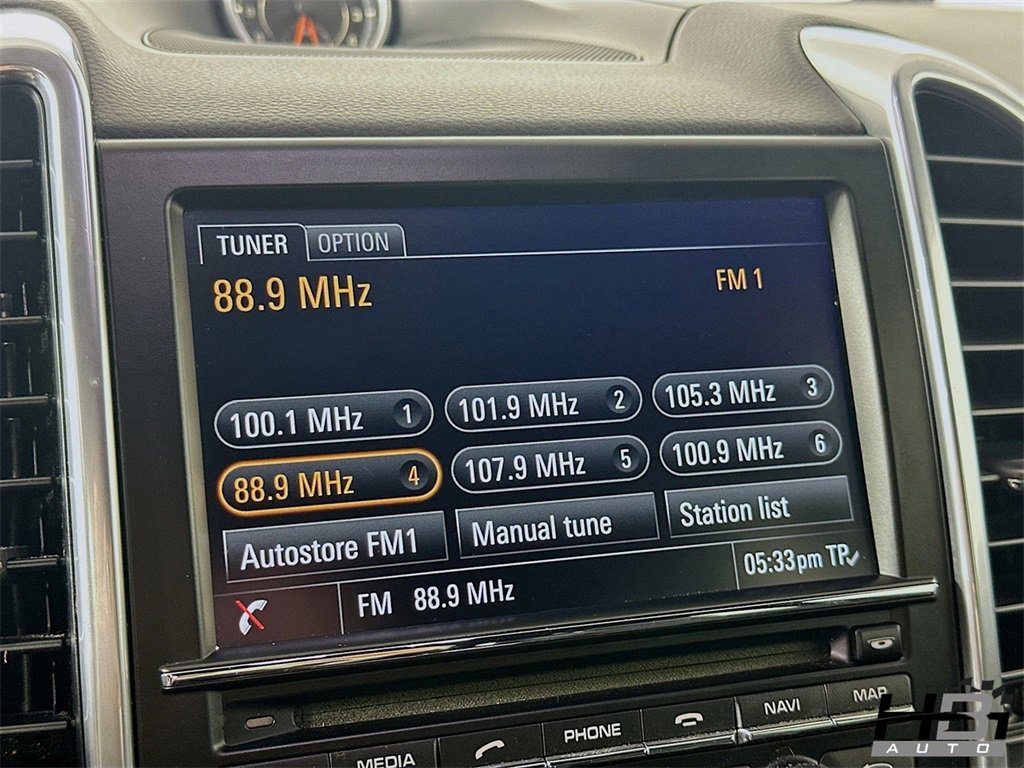 TUNER OPTION
88.9 MHz FM 1
100.1 MHz 1 101.9 MHz 2 105.3 MHz 3
88.9 MHz 4 107.9 MHz 5 100.9 MHz 6
Autostore FM1 Manual tune Station list
FM 88.9 MHz 05:33pm TP
MEDIA PHONE NAVI MAP
HBI
AUTO